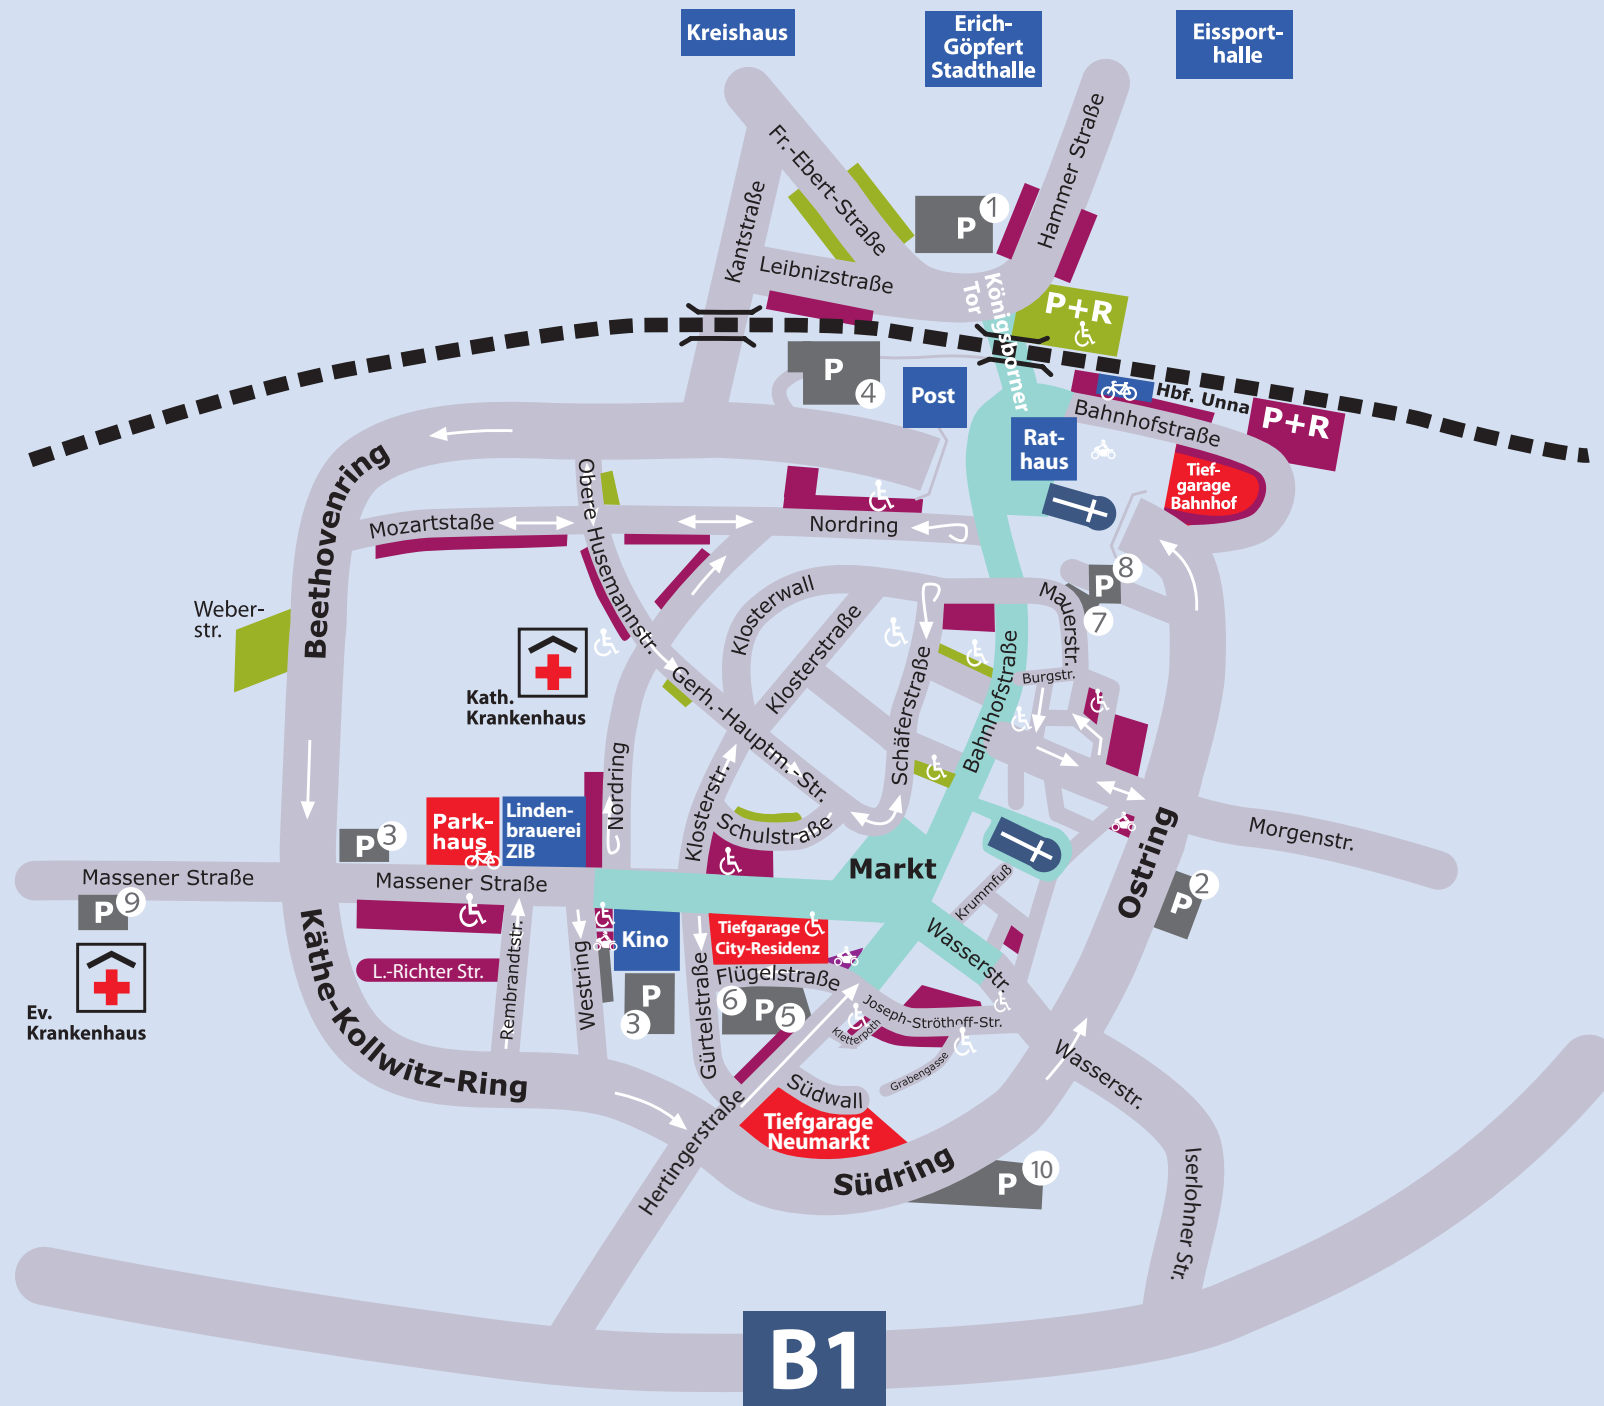 Kreishaus
Erich-
Göpfert
Stadthalle
Eissport-
halle
Fr.-Ebert-Straße
Kantstraße
Leibnizstraße
Hammer Straße
P 1
Königsborner
Tor
P+R
P 4
Post
Hbf. Unna
P+R
Bahnhofstraße
Rat-
haus
Tief-
garage
Bahnhof
Beethovenring
Obere Husemannstr.
Mozartstaße
Nordring
Weber-
str.
Klosterwall
Klosterstraße
Mauerstr.
P 8
7
Kath.
Krankenhaus
Gerh.-Hauptm.-Str.
Schäferstraße
Bahnhofstraße
Burgstr.
Nordring
Klosterstr.
Schulstraße
Markt
Ostring
Morgenstr.
P 3
Park-
haus
Linden-
brauerei
ZIB
Massener Straße
Massener Straße
P 9
Krummfuß
P 2
Wasserstr.
Kino
Tiefgarage
City-Residenz
L.-Richter Str.
Rembrandtstr.
Westring
P
3
Gürtelstraße
Flügelstraße
6 P 5
Joseph-Ströthoff-Str.
Kletterpoth
Grabengasse
Ev.
Krankenhaus
Käthe-Kollwitz-Ring
Südwall
Wasserstr.
Tiefgarage
Neumarkt
Hertingerstraße
Südring
P 10
Iserlohner Str.
B1